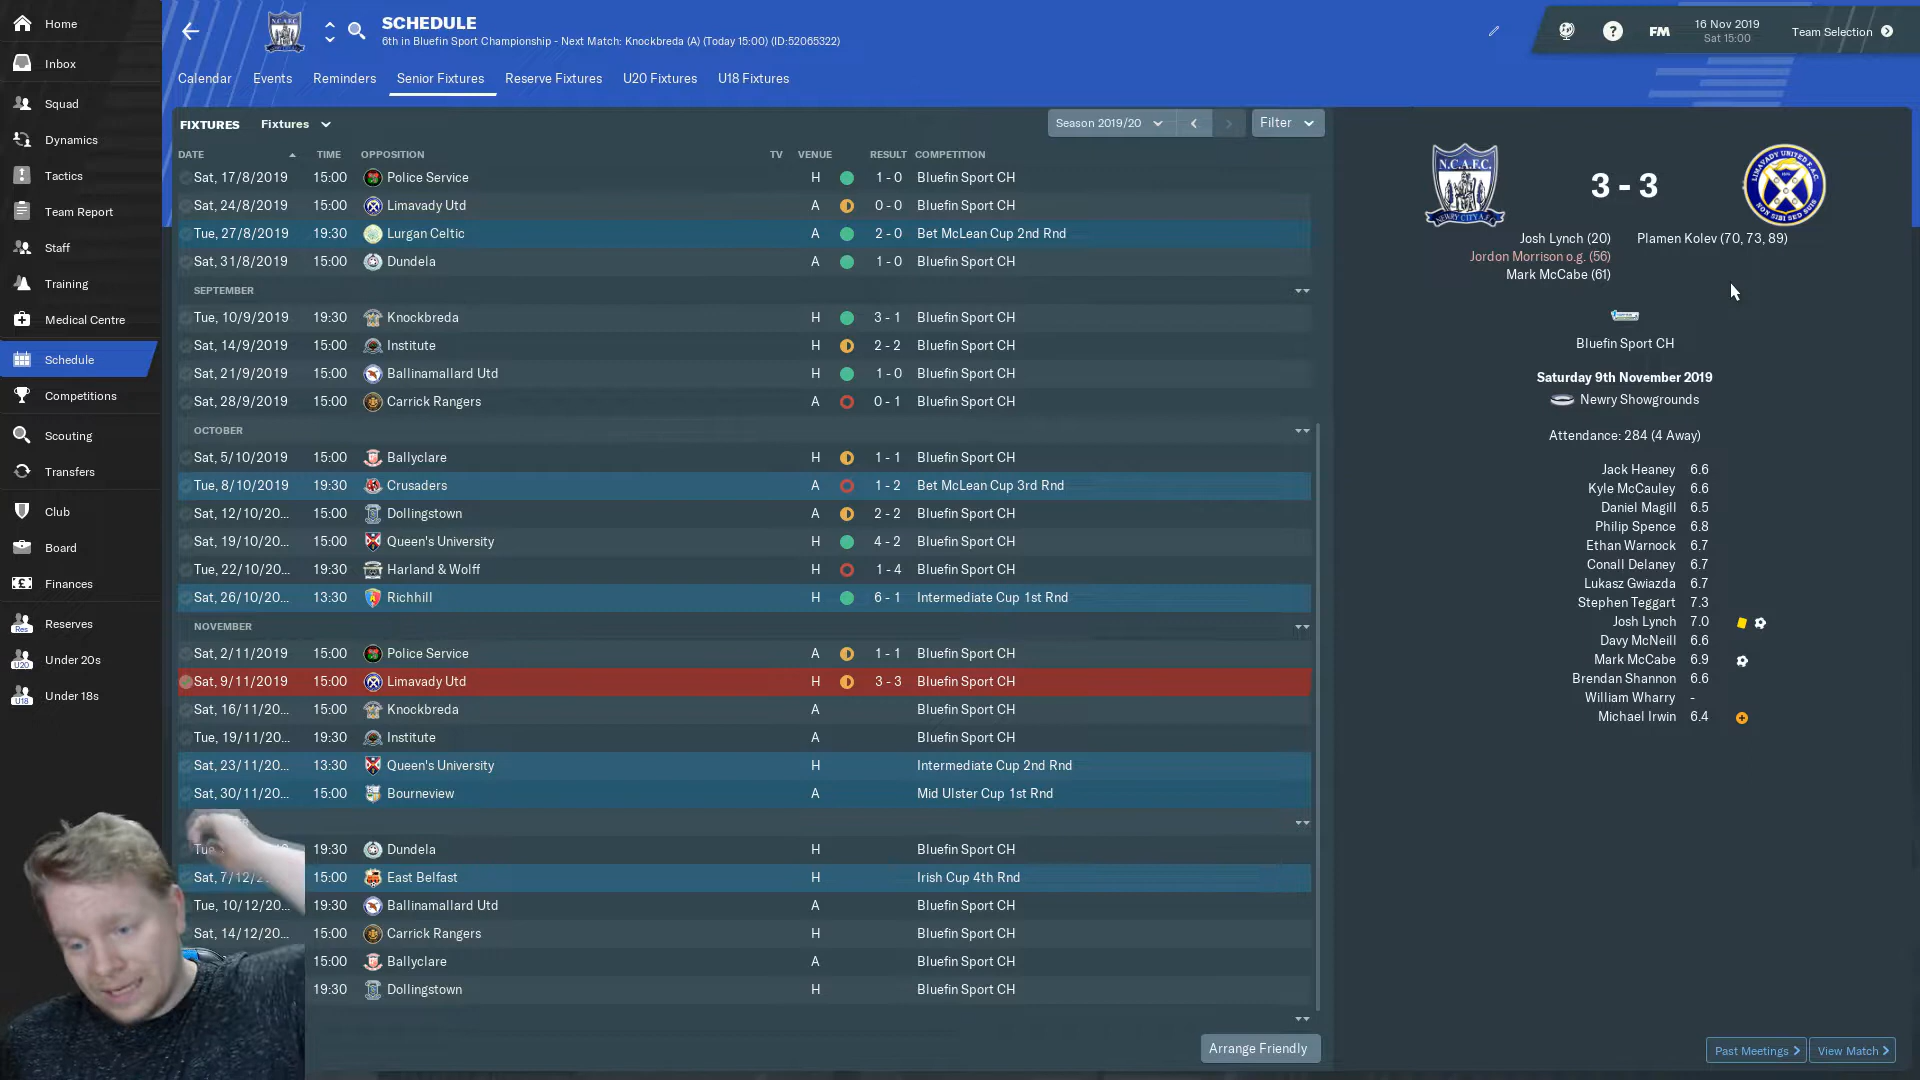 Home
SCHEDULE
6th in Bluefin Sport Championship - Next Match: Knockbreda (A) (Today 15:00) (ID:52065322)
FM
16 Nov 2019
Sat 15:00
Team Selection
Inbox
Squad
Dynamics
Tactics
Team Report
Staff
Training
Medical Centre
Schedule
Competitions
Scouting
Transfers
Club
Board
Finances
Res
Reserves
U20
Under 20s
U18
Under 18s
Calendar Events Reminders Senior Fixtures Reserve Fixtures U20 Fixtures U18 Fixtures
FIXTURES Fixtures Season 2019/20 Filter
DATE TIME OPPOSITION TV VENUE RESULT COMPETITION
Sat, 17/8/2019 15:00 Police Service H 1 - 0 Bluefin Sport CH
Sat, 24/8/2019 15:00 Limavady Utd A 0 - 0 Bluefin Sport CH
Tue, 27/8/2019 19:30 Lurgan Celtic A 2 - 0 Bet McLean Cup 2nd Rnd
Sat, 31/8/2019 15:00 Dundela A 1 - 0 Bluefin Sport CH
SEPTEMBER
Tue, 10/9/2019 19:30 Knockbreda H 3 - 1 Bluefin Sport CH
Sat, 14/9/2019 15:00 Institute H 2 - 2 Bluefin Sport CH
Sat, 21/9/2019 15:00 Ballinamallard Utd H 1 - 0 Bluefin Sport CH
Sat, 28/9/2019 15:00 Carrick Rangers A 0 - 1 Bluefin Sport CH
OCTOBER
Sat, 5/10/2019 15:00 Ballyclare H 1 - 1 Bluefin Sport CH
Tue, 8/10/2019 19:30 Crusaders A 1 - 2 Bet McLean Cup 3rd Rnd
Sat, 12/10/20... 15:00 Dollingstown A 2 - 2 Bluefin Sport CH
Sat, 19/10/20... 15:00 Queen's University H 4 - 2 Bluefin Sport CH
Tue, 22/10/20... 19:30 Harland & Wolff H 1 - 4 Bluefin Sport CH
Sat, 26/10/20... 13:30 Richhill H 6 - 1 Intermediate Cup 1st Rnd
NOVEMBER
Sat, 2/11/2019 15:00 Police Service A 1 - 1 Bluefin Sport CH
Sat, 9/11/2019 15:00 Limavady Utd H 3 - 3 Bluefin Sport CH
Sat, 16/11/20... 15:00 Knockbreda A Bluefin Sport CH
Tue, 19/11/20... 19:30 Institute A Bluefin Sport CH
Sat, 23/11/20... 13:30 Queen's University H Intermediate Cup 2nd Rnd
Sat, 30/11/20... 15:00 Bourneview A Mid Ulster Cup 1st Rnd
Tue 19:30 Dundela H Bluefin Sport CH
Sat, 7/12/ 15:00 East Belfast H Irish Cup 4th Rnd
Tue, 10/12/20... 19:30 Ballinamallard Utd A Bluefin Sport CH
Sat, 14/12/20... 15:00 Carrick Rangers H Bluefin Sport CH
15:00 Ballyclare A Bluefin Sport CH
19:30 Dollingstown H Bluefin Sport CH
Arrange Friendly
N.C.A.F.C.
NEWRY CITY A.F.C.
3 - 3
LIMAVADY UNITED F.C.
NON SIBI SED SUIS
Josh Lynch (20) Plamen Kolev (70, 73, 89)
Jordon Morrison o.g. (56)
Mark McCabe (61)
Bluefin Sport CH
Saturday 9th November 2019
Newry Showgrounds
Attendance: 284 (4 Away)
Jack Heaney 6.6
Kyle McCauley 6.6
Daniel Magill 6.5
Philip Spence 6.8
Ethan Warnock 6.7
Conall Delaney 6.7
Lukasz Gwiazda 6.7
Stephen Teggart 7.3
Josh Lynch 7.0
Davy McNeill 6.6
Mark McCabe 6.9
Brendan Shannon 6.6
William Wharry -
Michael Irwin 6.4
Past Meetings View Match